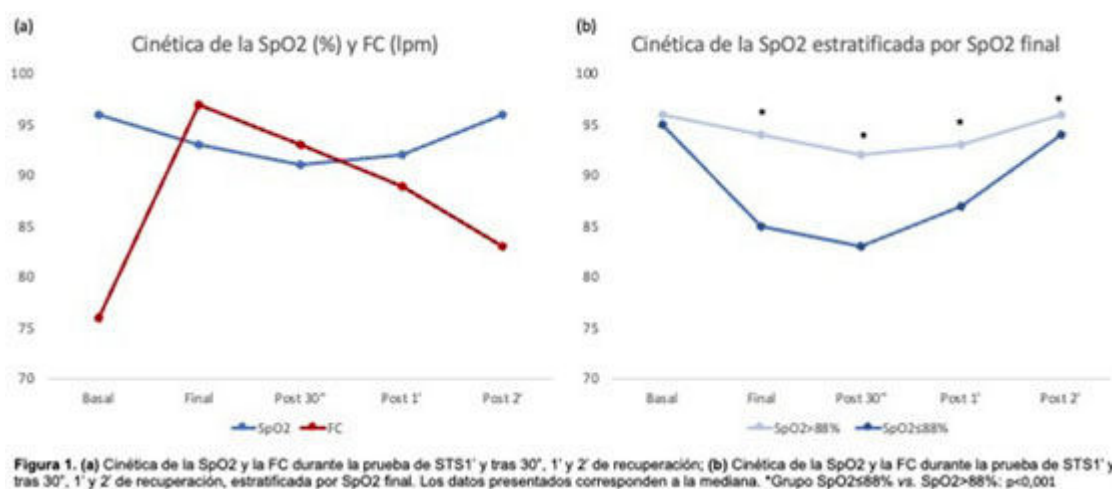 (a)
Cinética de la SpO2 (%) y FC (lpm)
100
95
90
85
80
75
70
Basal Final Post 30" Post 1' Post 2'
SpO2 FC
(b)
Cinética de la SpO2 estratificada por SpO2 final
100
95
90
85
80
75
70
* * * *
Basal Final Post 30" Post 1' Post 2'
SpO2>88% SpO2≤88%
Figura 1. (a) Cinética de la SpO2 y la FC durante la prueba de STS1' y tras 30", 1' y 2' de recuperación; (b) Cinética de la SpO2 y la FC durante la prueba de STS1' y
tras 30", 1' y 2' de recuperación, estratificada por SpO2 final. Los datos presentados corresponden a la mediana. *Grupo SpO2≤88% vs. SpO2>88%: p<0,001